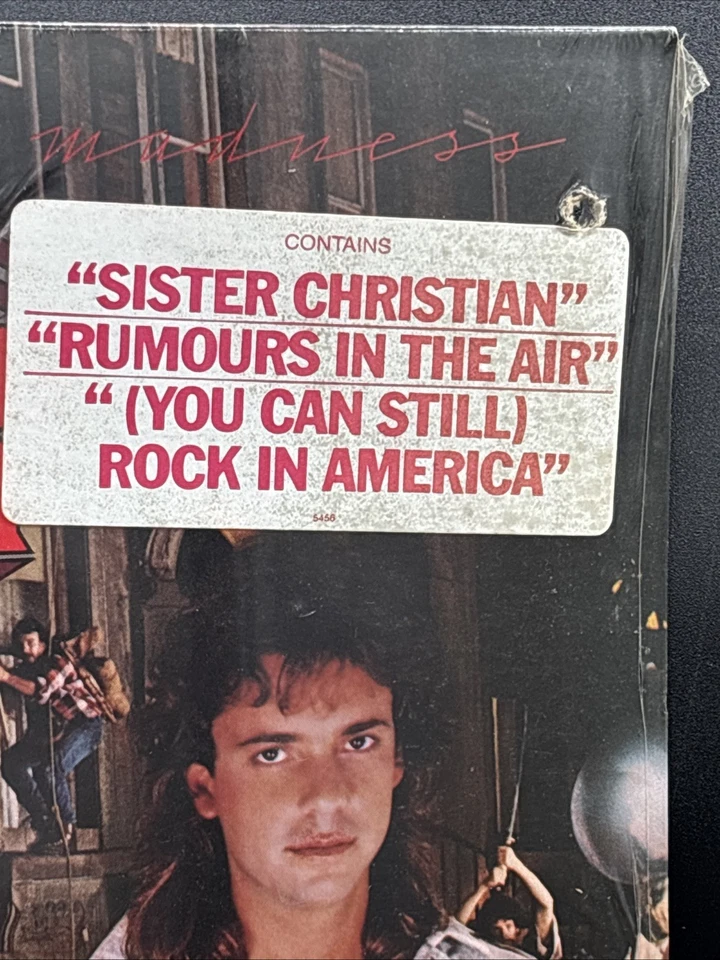 madness
CONTAINS
“SISTER CHRISTIAN”
“RUMOURS IN THE AIR”
“(YOU CAN STILL)
ROCK IN AMERICA”
5456